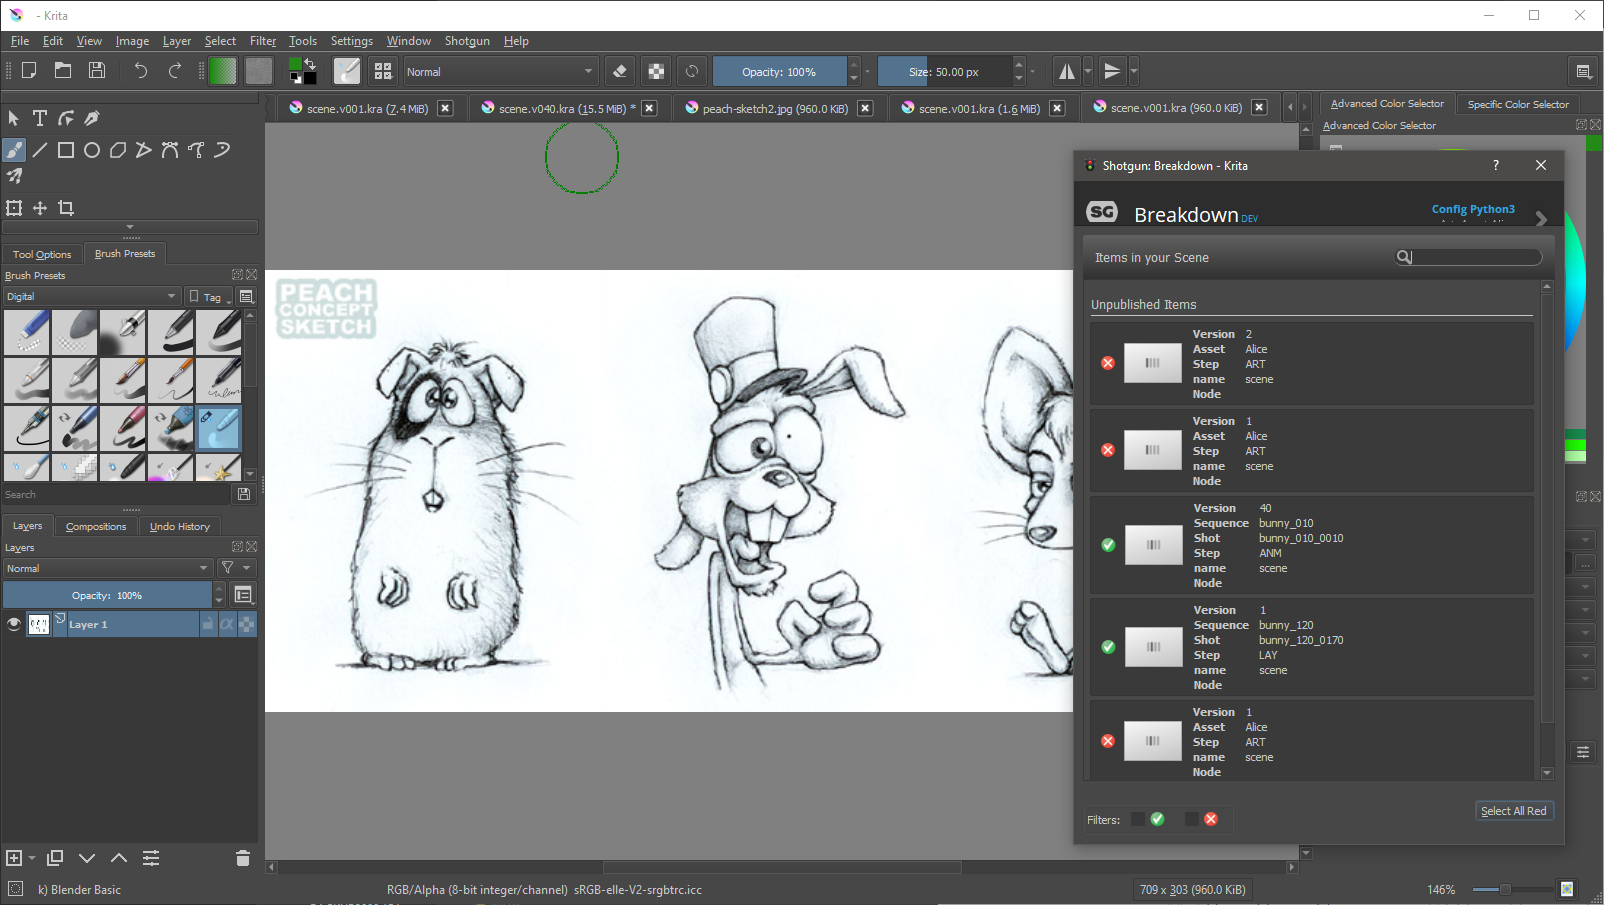 - Krita
File Edit View Image Layer Select Filter Tools Settings Window Shotgun Help
Normal
Opacity: 100%
Size: 50.00 px
scene.v001.kra (7.4 MiB)
scene.v040.kra (15.5 MiB) *
peach-sketch2.jpg (960.0 KiB)
scene.v001.kra (1.6 MiB)
scene.v001.kra (960.0 KiB)
Advanced Color Selector
Specific Color Selector
Advanced Color Selector
Tool Options
Brush Presets
Brush Presets
Digital
Tag
Search
Layers
Compositions
Undo History
Layers
Normal
Opacity: 100%
Layer 1
PEACH
CONCEPT
SKETCH
Shotgun: Breakdown - Krita
?
SG
Breakdown DEV
Config Python3
Items in your Scene
Unpublished Items
Version 2
Asset Alice
Step ART
name scene
Node
Version 1
Asset Alice
Step ART
name scene
Node
Version 40
Sequence bunny_010
Shot bunny_010_0010
Step ANM
name scene
Node
Version 1
Sequence bunny_120
Shot bunny_120_0170
Step LAY
name scene
Node
Version 1
Asset Alice
Step ART
name scene
Node
Filters:
Select All Red
k) Blender Basic
RGB/Alpha (8-bit integer/channel) sRGB-elle-V2-srgbtrc.icc
709 x 303 (960.0 KiB)
146%